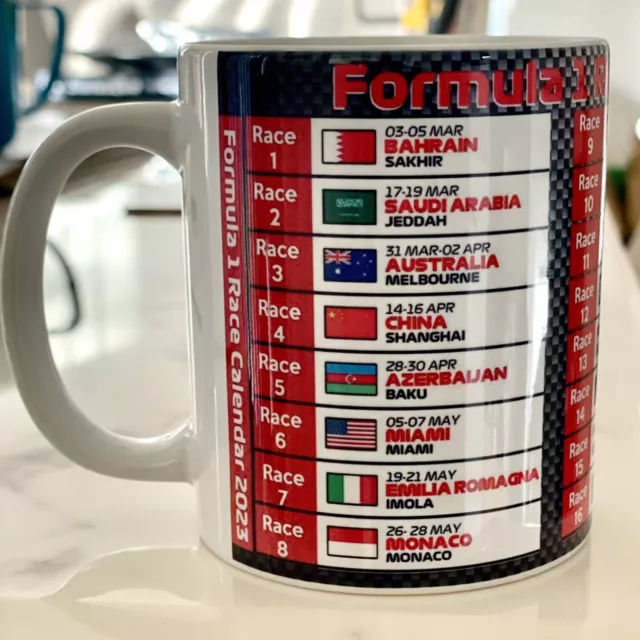 Formula 1 R
Formula 1 Race Calendar 2023
Race
1
03-05 MAR
BAHRAIN
SAKHIR
Race
2
17-19 MAR
SAUDI ARABIA
JEDDAH
Race
3
31 MAR-02 APR
AUSTRALIA
MELBOURNE
Race
4
14-16 APR
CHINA
SHANGHAI
Race
5
28-30 APR
AZERBAIJAN
BAKU
Race
6
05-07 MAY
MIAMI
MIAMI
Race
7
19-21 MAY
EMILIA ROMAGNA
IMOLA
Race
8
26-28 MAY
MONACO
MONACO
Race
9
Race
10
Race
11
Race
12
Race
13
Race
14
Race
15
Race
16